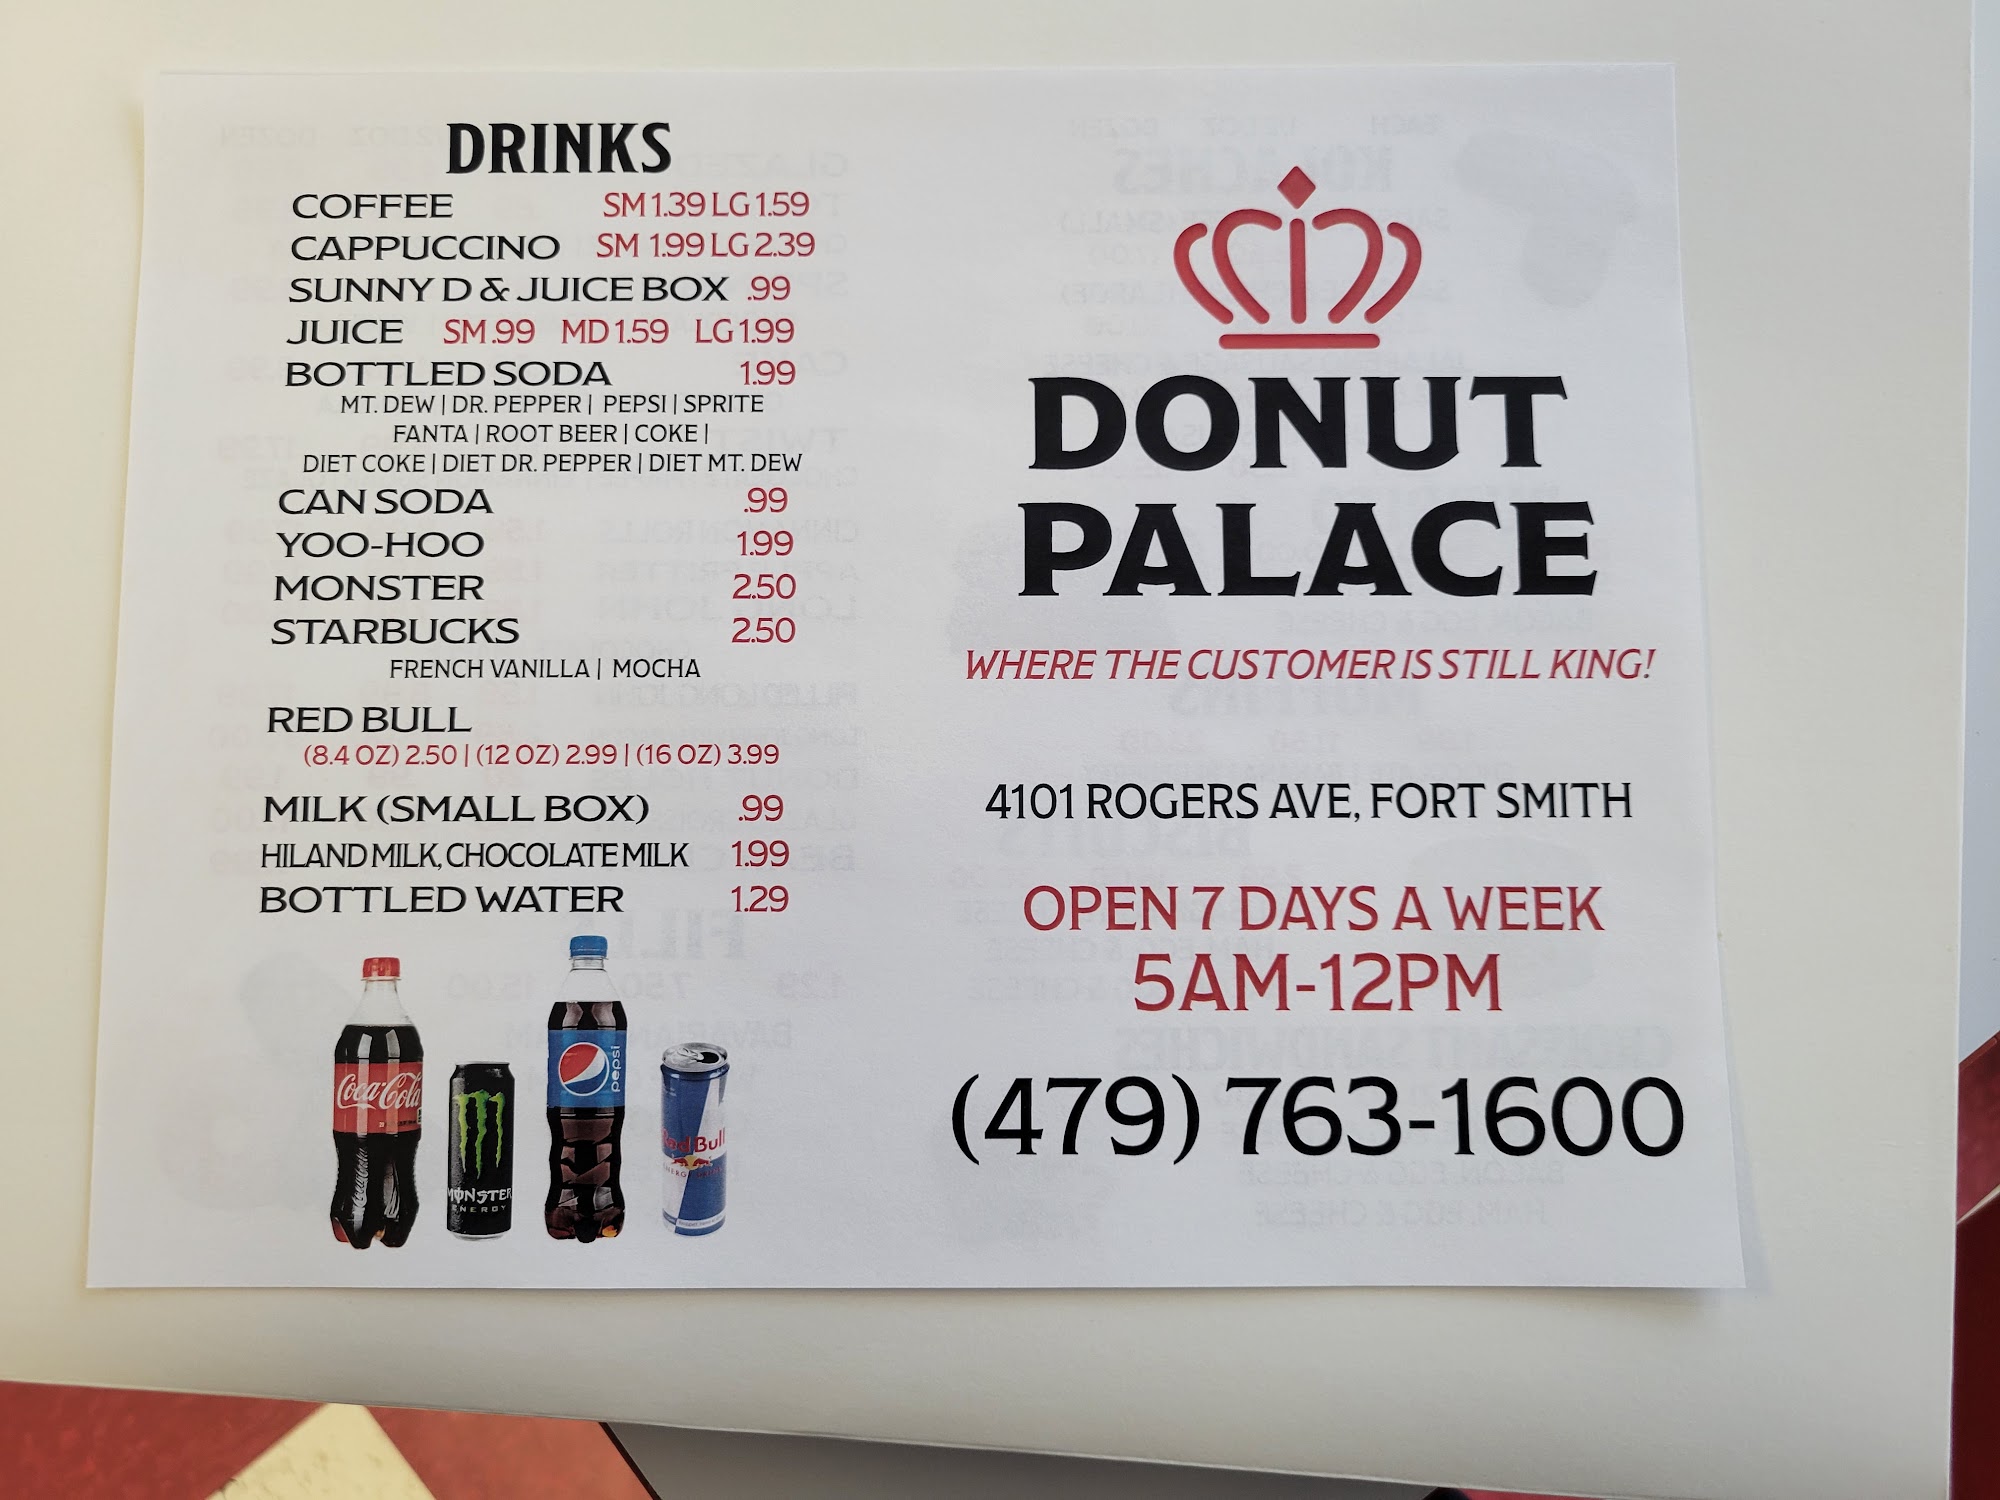 DRINKS
COFFEE SM 1.39 LG 1.59
CAPPUCCINO SM 1.99 LG 2.39
SUNNY D & JUICE BOX .99
JUICE SM .99 MD 1.59 LG 1.99
BOTTLED SODA 1.99
MT. DEW | DR. PEPPER | PEPSI | SPRITE
FANTA | ROOT BEER | COKE |
DIET COKE | DIET DR. PEPPER | DIET MT. DEW
CAN SODA .99
YOO-HOO 1.99
MONSTER 2.50
STARBUCKS 2.50
FRENCH VANILLA | MOCHA
RED BULL
(8.4 OZ) 2.50 | (12 OZ) 2.99 | (16 OZ) 3.99
MILK (SMALL BOX) .99
HILAND MILK, CHOCOLATE MILK 1.99
BOTTLED WATER 1.29
Coca-Cola
MONSTER
ENERGY
pepsi
Red Bull
DONUT
PALACE
WHERE THE CUSTOMER IS STILL KING!
4101 ROGERS AVE, FORT SMITH
OPEN 7 DAYS A WEEK
5AM-12PM
(479) 763-1600